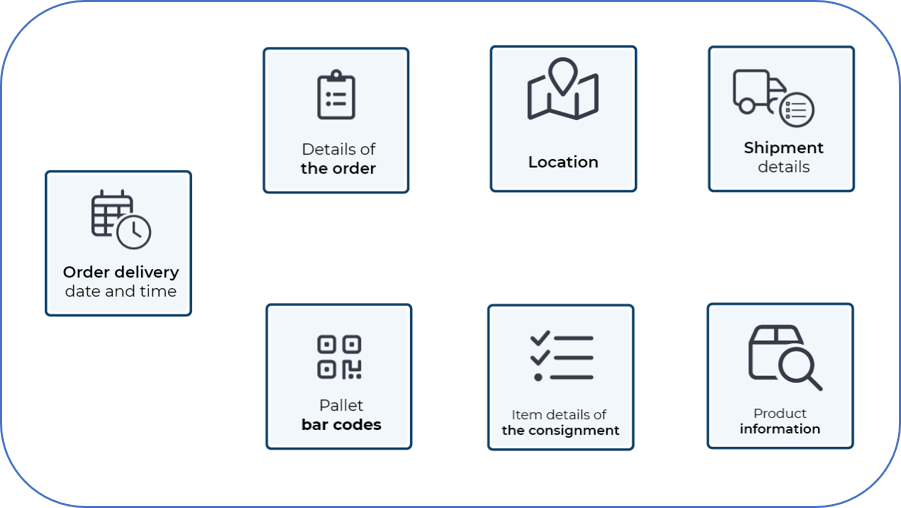 Details of
the order
Location
Shipment
details
Order delivery
date and time
Pallet
bar codes
Item details of
the consignment
Product
information